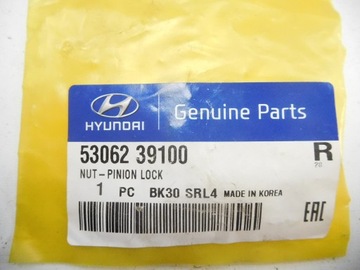 HYUNDAI
Genuine Parts
53062 39100
R
NUT-PINION LOCK
1 PC BK30 SRL4 MADE IN KOREA
EAC